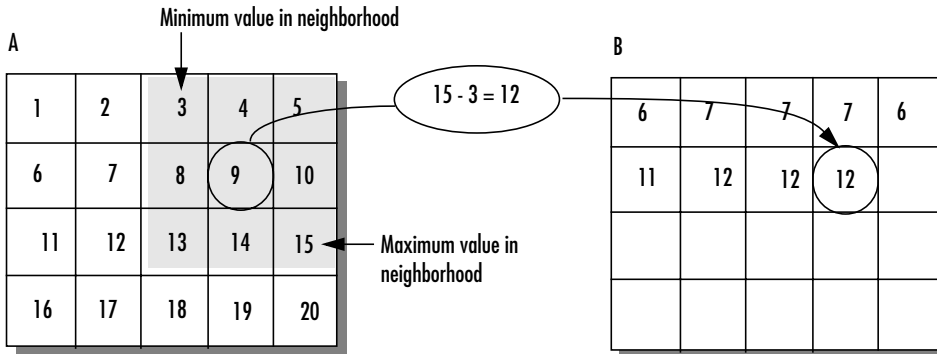 Minimum value in neighborhood
A
B
1 2 3 4 5
6 7 8 9 10
11 12 13 14 15
16 17 18 19 20
15 - 3 = 12
Maximum value in
neighborhood
6 7 7 7 6
11 12 12 12